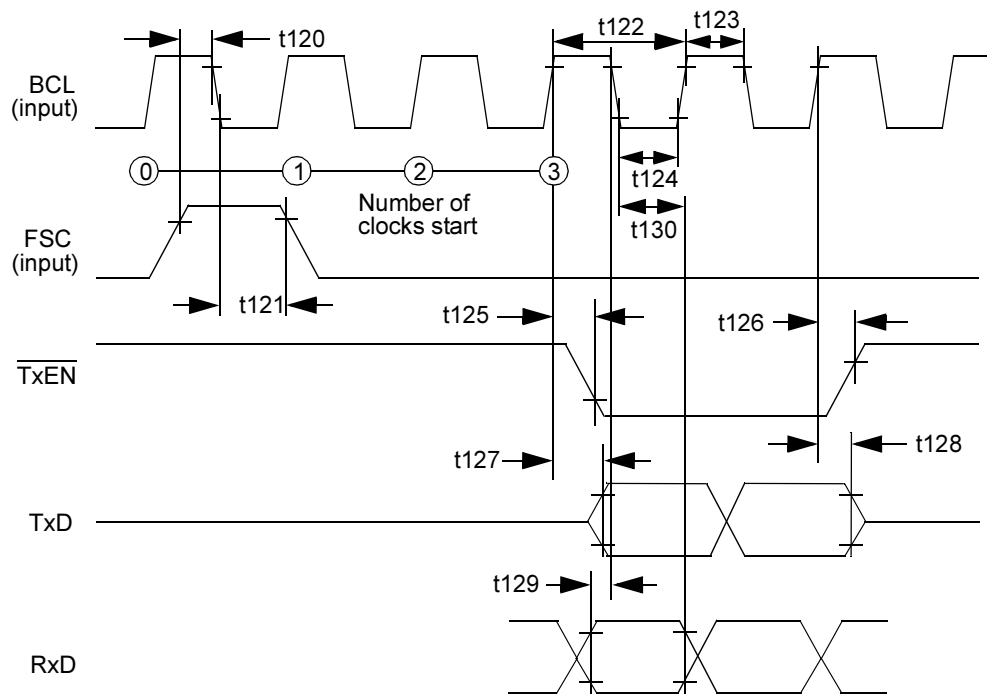 t120
t122
t123
BCL
(input)
0
1
2
3
t124
Number of
clocks start
t130
FSC
(input)
t121
t125
t126
TxEN
t127
t128
TxD
t129
RxD